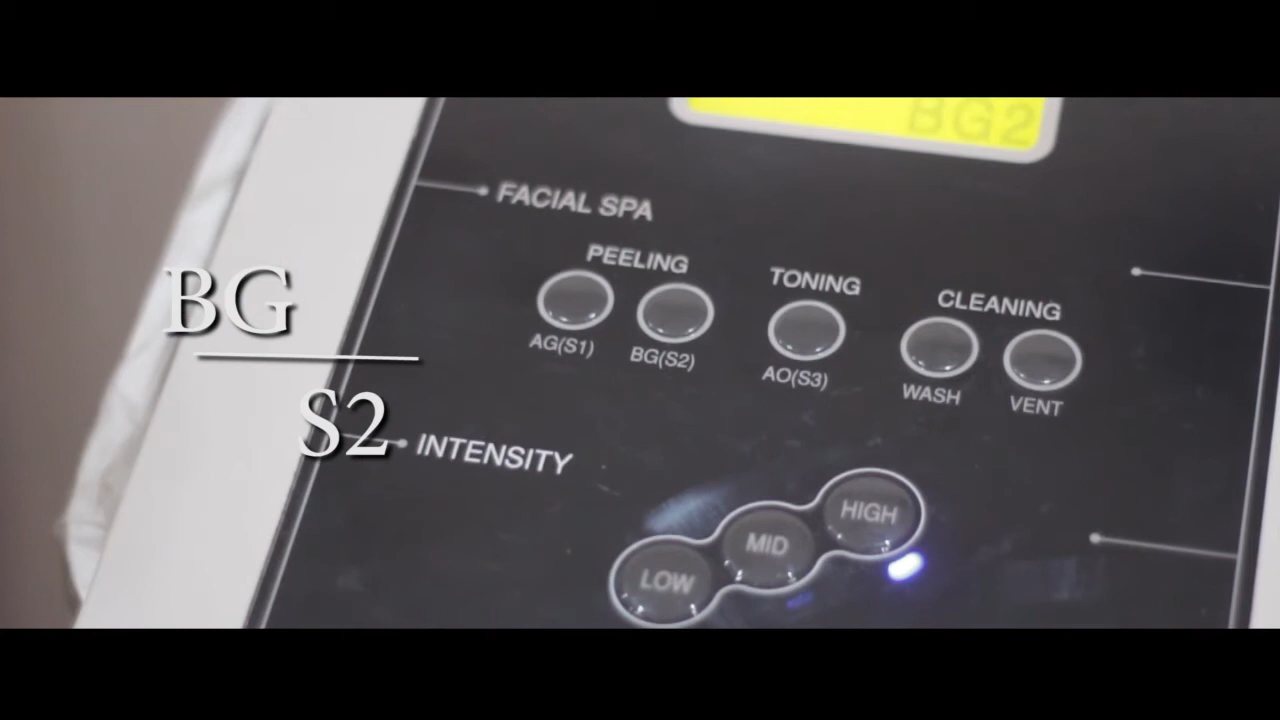 BG2
FACIAL SPA
PEELING
TONING
CLEANING
AG(S1)
BG(S2)
AO(S3)
WASH
VENT
BG
S2
INTENSITY
HIGH
MID
LOW